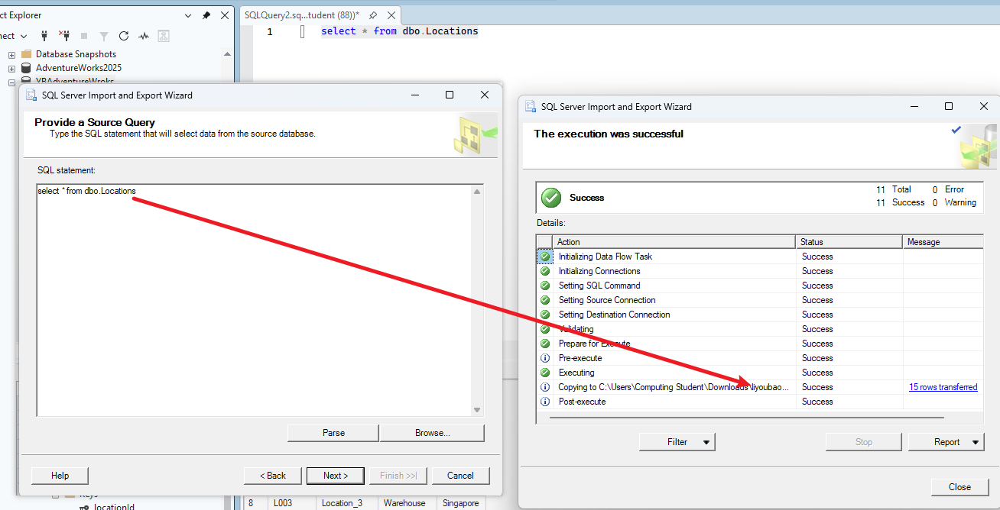 ct Explorer
SQLQuery2.sq...tudent (88))*
nect
1
select * from dbo.Locations
Database Snapshots
AdventureWorks2025
YBAdventureWroks
SQL Server Import and Export Wizard
Provide a Source Query
Type the SQL statement that will select data from the source database.
SQL statement:
select * from dbo.Locations
Parse
Browse...
Help
< Back
Next >
Finish >>|
Cancel
Keys
locationId
8 L003 Location_3 Warehouse Singapore
SQL Server Import and Export Wizard
The execution was successful
Success
11 Total 0 Error
11 Success 0 Warning
Details:
Action Status Message
Initializing Data Flow Task Success
Initializing Connections Success
Setting SQL Command Success
Setting Source Connection Success
Setting Destination Connection Success
Validating Success
Prepare for Execute Success
Pre-execute Success
Executing Success
Copying to C:\Users\Computing Student\Downloads\liyoubao... Success 15 rows transferred
Post-execute Success
Filter
Stop
Report
Close